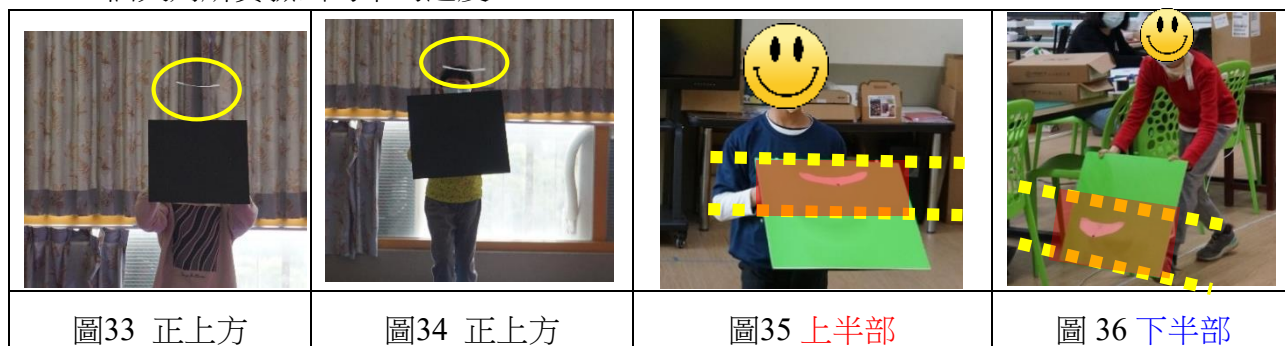 圖33 正上方
圖34 正上方
圖35 上半部
圖 36 下半部